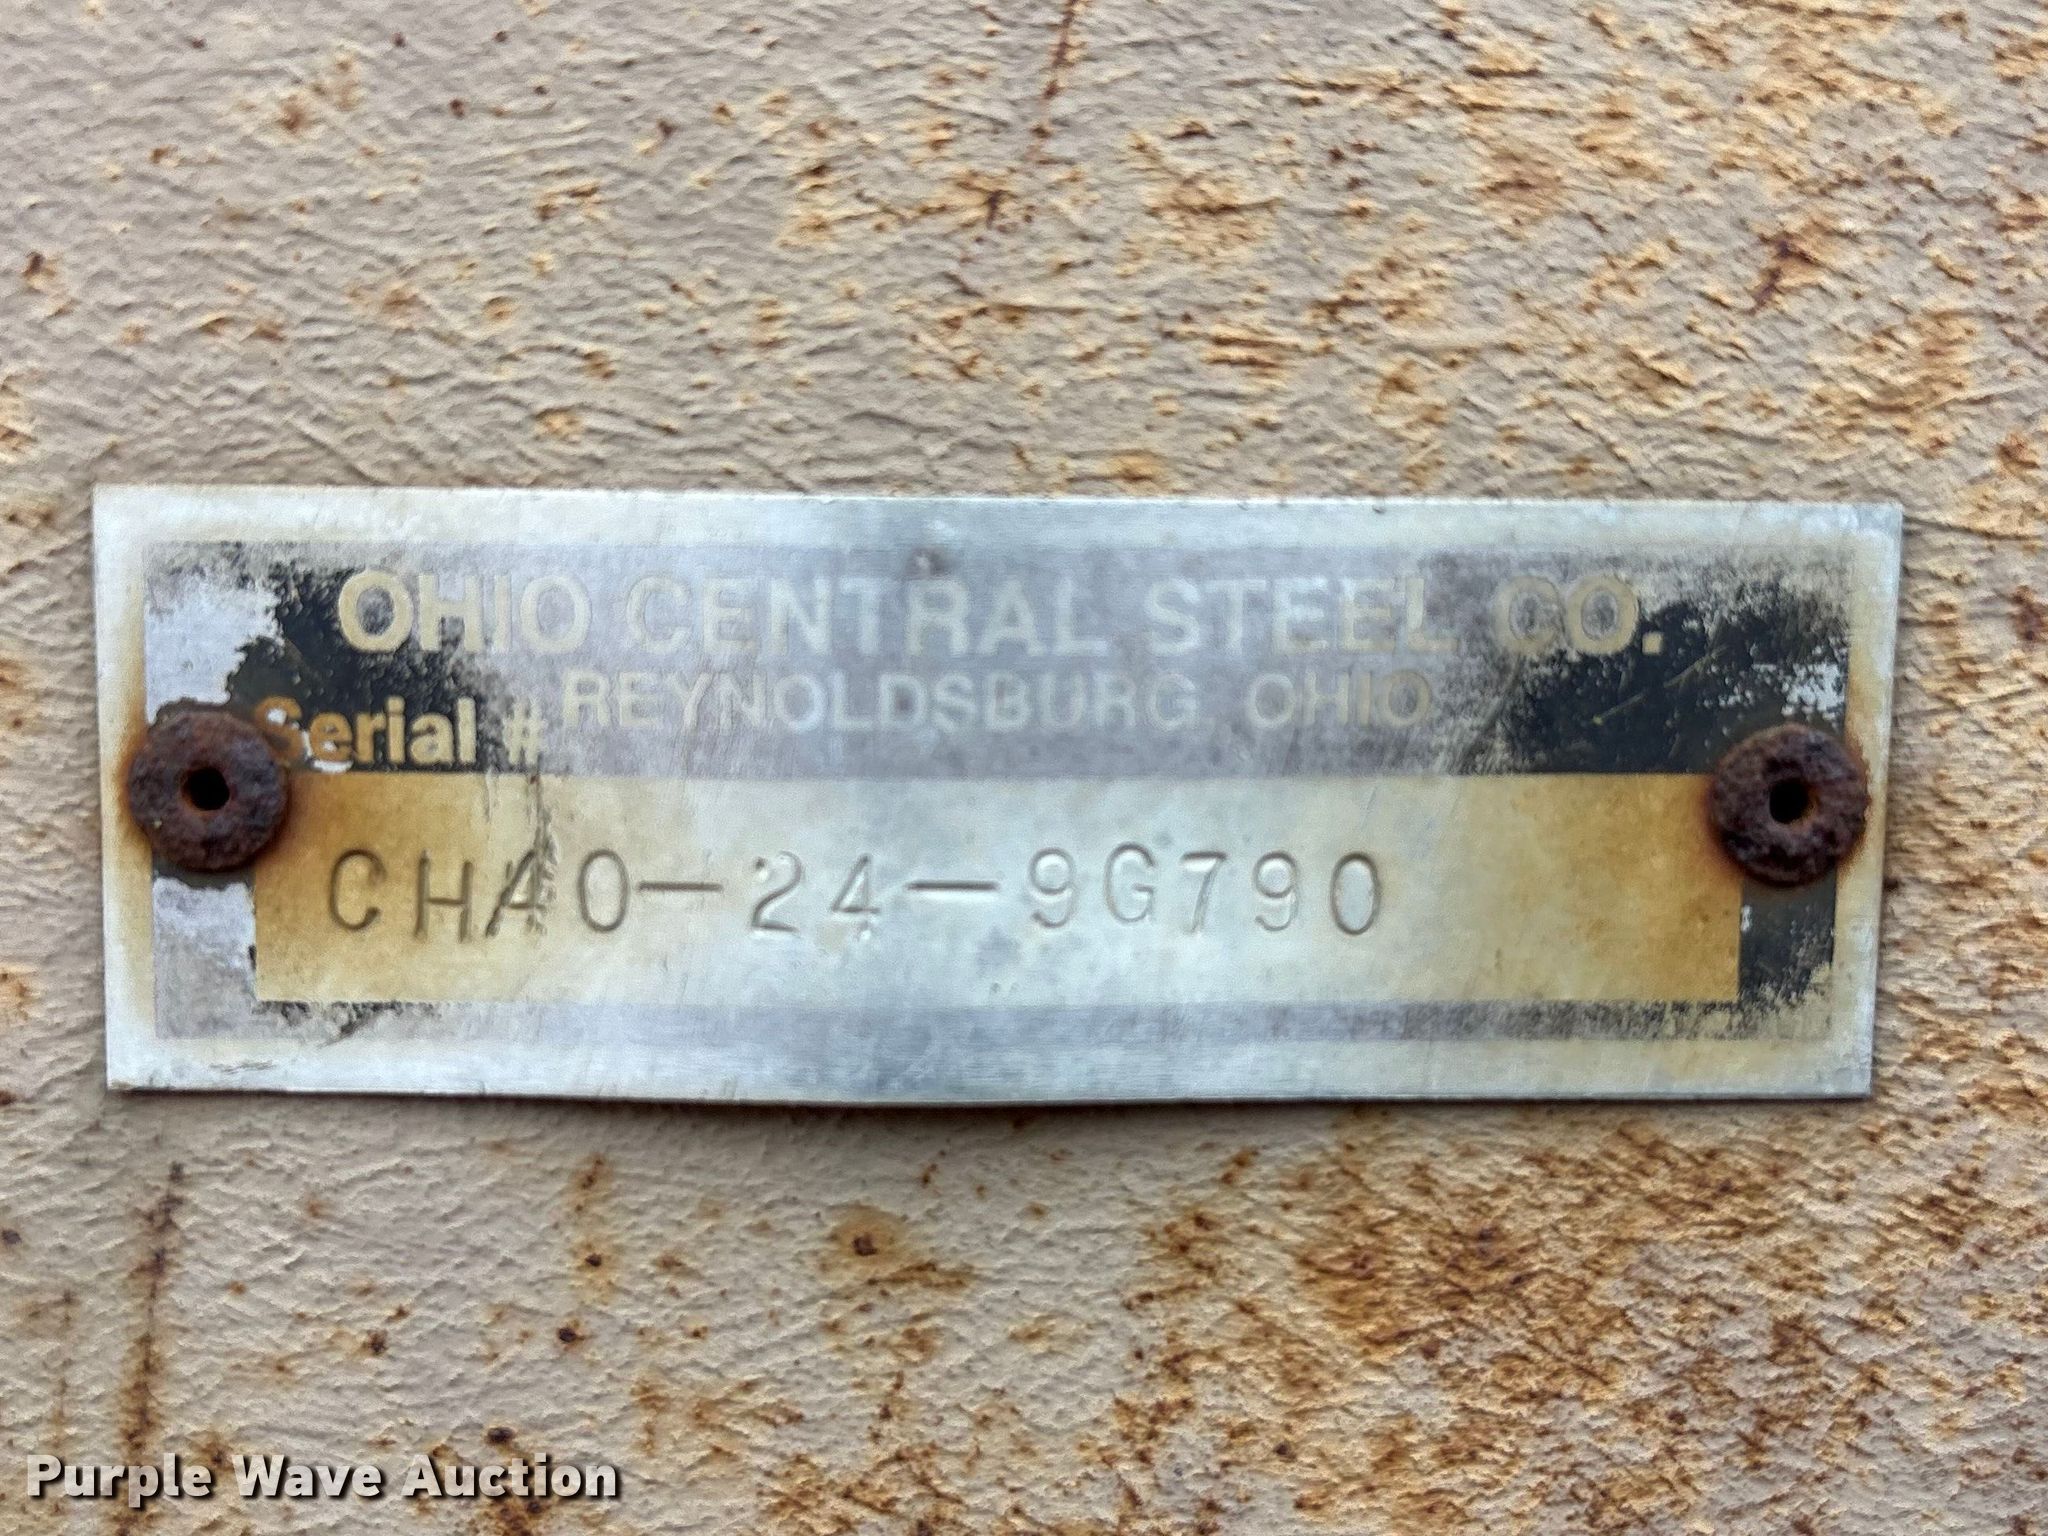 OHIO CENTRAL STEEL CO.
REYNOLDSBURG, OHIO
Serial #
CH40-24-9G790
Purple Wave Auction